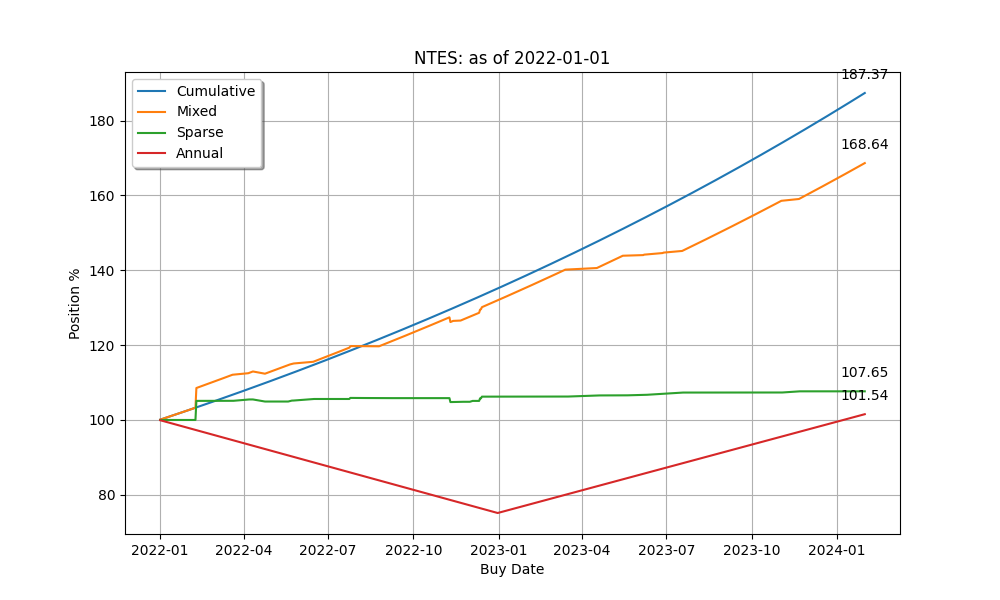 NTES: as of 2022-01-01
187.37
Cumulative
Mixed
Sparse
Annual
168.64
107.65
101.54
180
160
140
120
100
80
Position %
2022-01 2022-04 2022-07 2022-10 2023-01 2023-04 2023-07 2023-10 2024-01
Buy Date